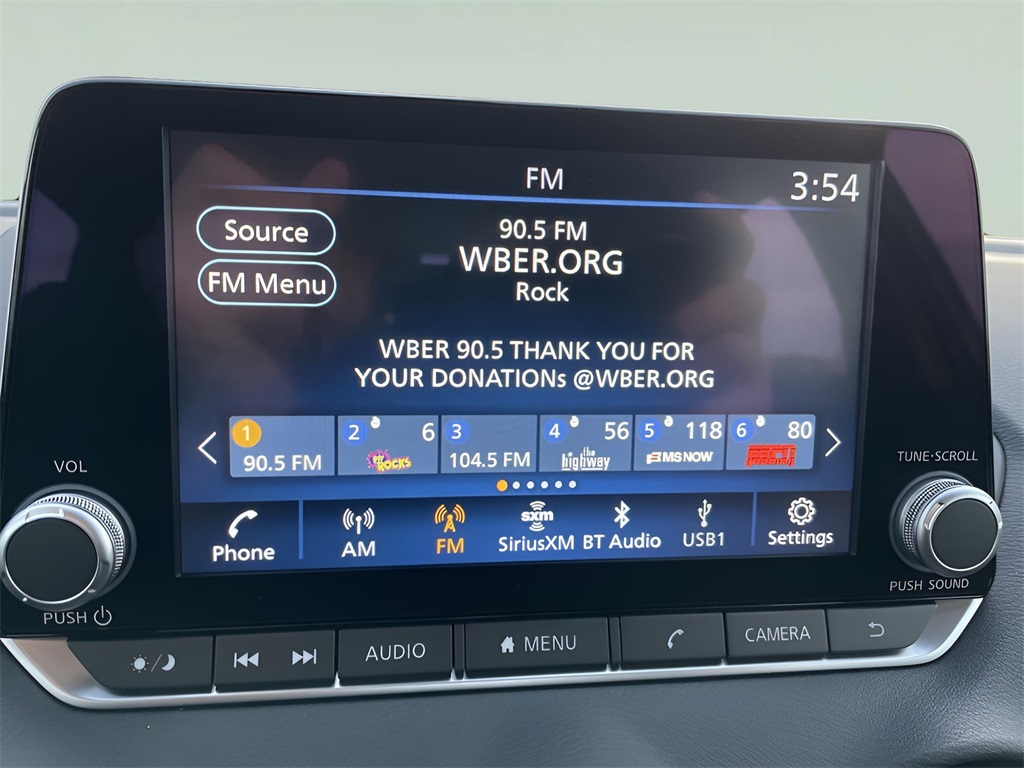 FM
3:54
Source
90.5 FM
WBER.ORG
FM Menu
Rock
WBER 90.5 THANK YOU FOR
YOUR DONATIONs @WBER.ORG
1
90.5 FM
2 6
ROCKS
3
104.5 FM
4 56
the
highway
5 118
MS NOW
6 80
VOL
TUNE·SCROLL
Phone
AM
FM
sxm
SiriusXM
BT Audio
USB1
Settings
PUSH
PUSH SOUND
AUDIO
MENU
CAMERA